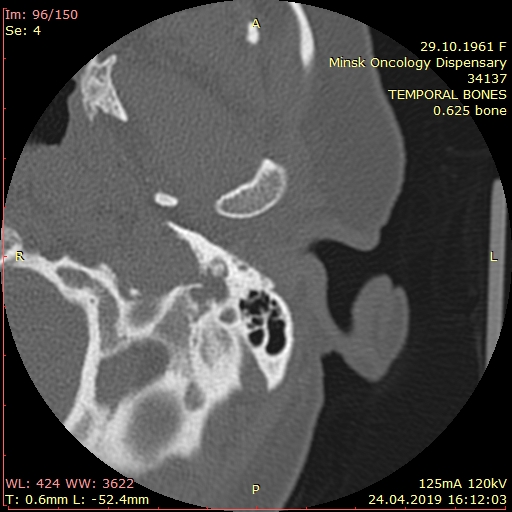 Im: 96/150
Se: 4
A
29.10.1961 F
Minsk Oncology Dispensary
34137
TEMPORAL BONES
0.625 bone
R
L
WL: 424 WW: 3622
T: 0.6mm L: -52.4mm
P
125mA 120kV
24.04.2019 16:12:03